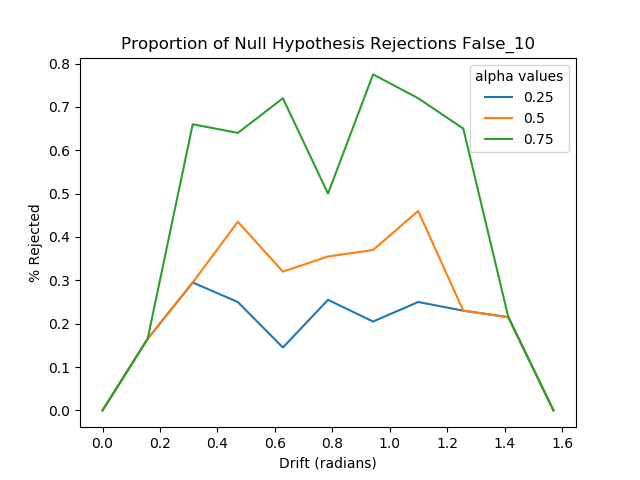 Proportion of Null Hypothesis Rejections False_10
% Rejected
0.8
0.7
0.6
0.5
0.4
0.3
0.2
0.1
0.0
alpha values
0.25
0.5
0.75
0.0 0.2 0.4 0.6 0.8 1.0 1.2 1.4 1.6
Drift (radians)